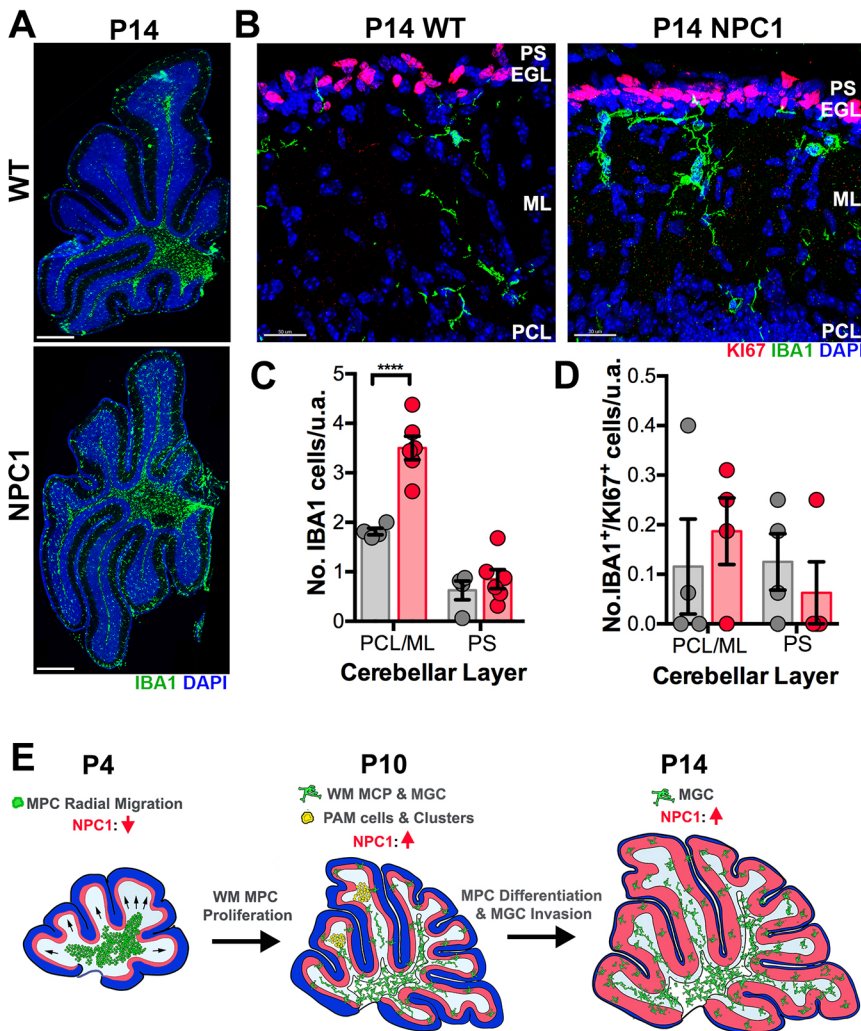 A
P14
WT
NPC1
IBA1 DAPI
B
P14 WT
P14 NPC1
PS
EGL
ML
PCL
30 um
PS
EGL
ML
PCL
30 um
KI67 IBA1 DAPI
C
****
No. IBA1 cells/u.a.
5
4
3
2
1
0
PCL/ML
PS
Cerebellar Layer
D
No.IBA1+/KI67+ cells/u.a.
0.5
0.4
0.3
0.2
0.1
0.0
PCL/ML
PS
Cerebellar Layer
E
P4
MPC Radial Migration
NPC1:
WM MPC
Proliferation
P10
WM MCP & MGC
PAM cells & Clusters
NPC1:
MPC Differentiation
& MGC Invasion
P14
MGC
NPC1: